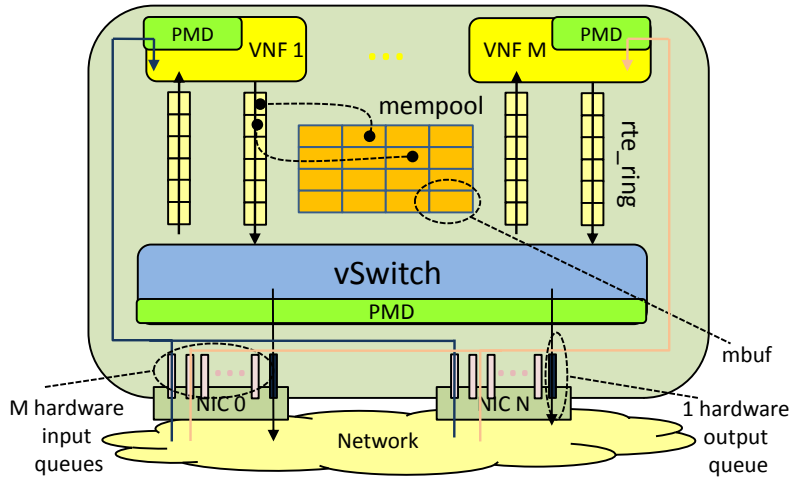 PMD
VNF 1
VNF M
PMD
mempool
rte_ring
vSwitch
PMD
mbuf
M hardware
input
queues
NIC 0
NIC N
1 hardware
output
queue
Network